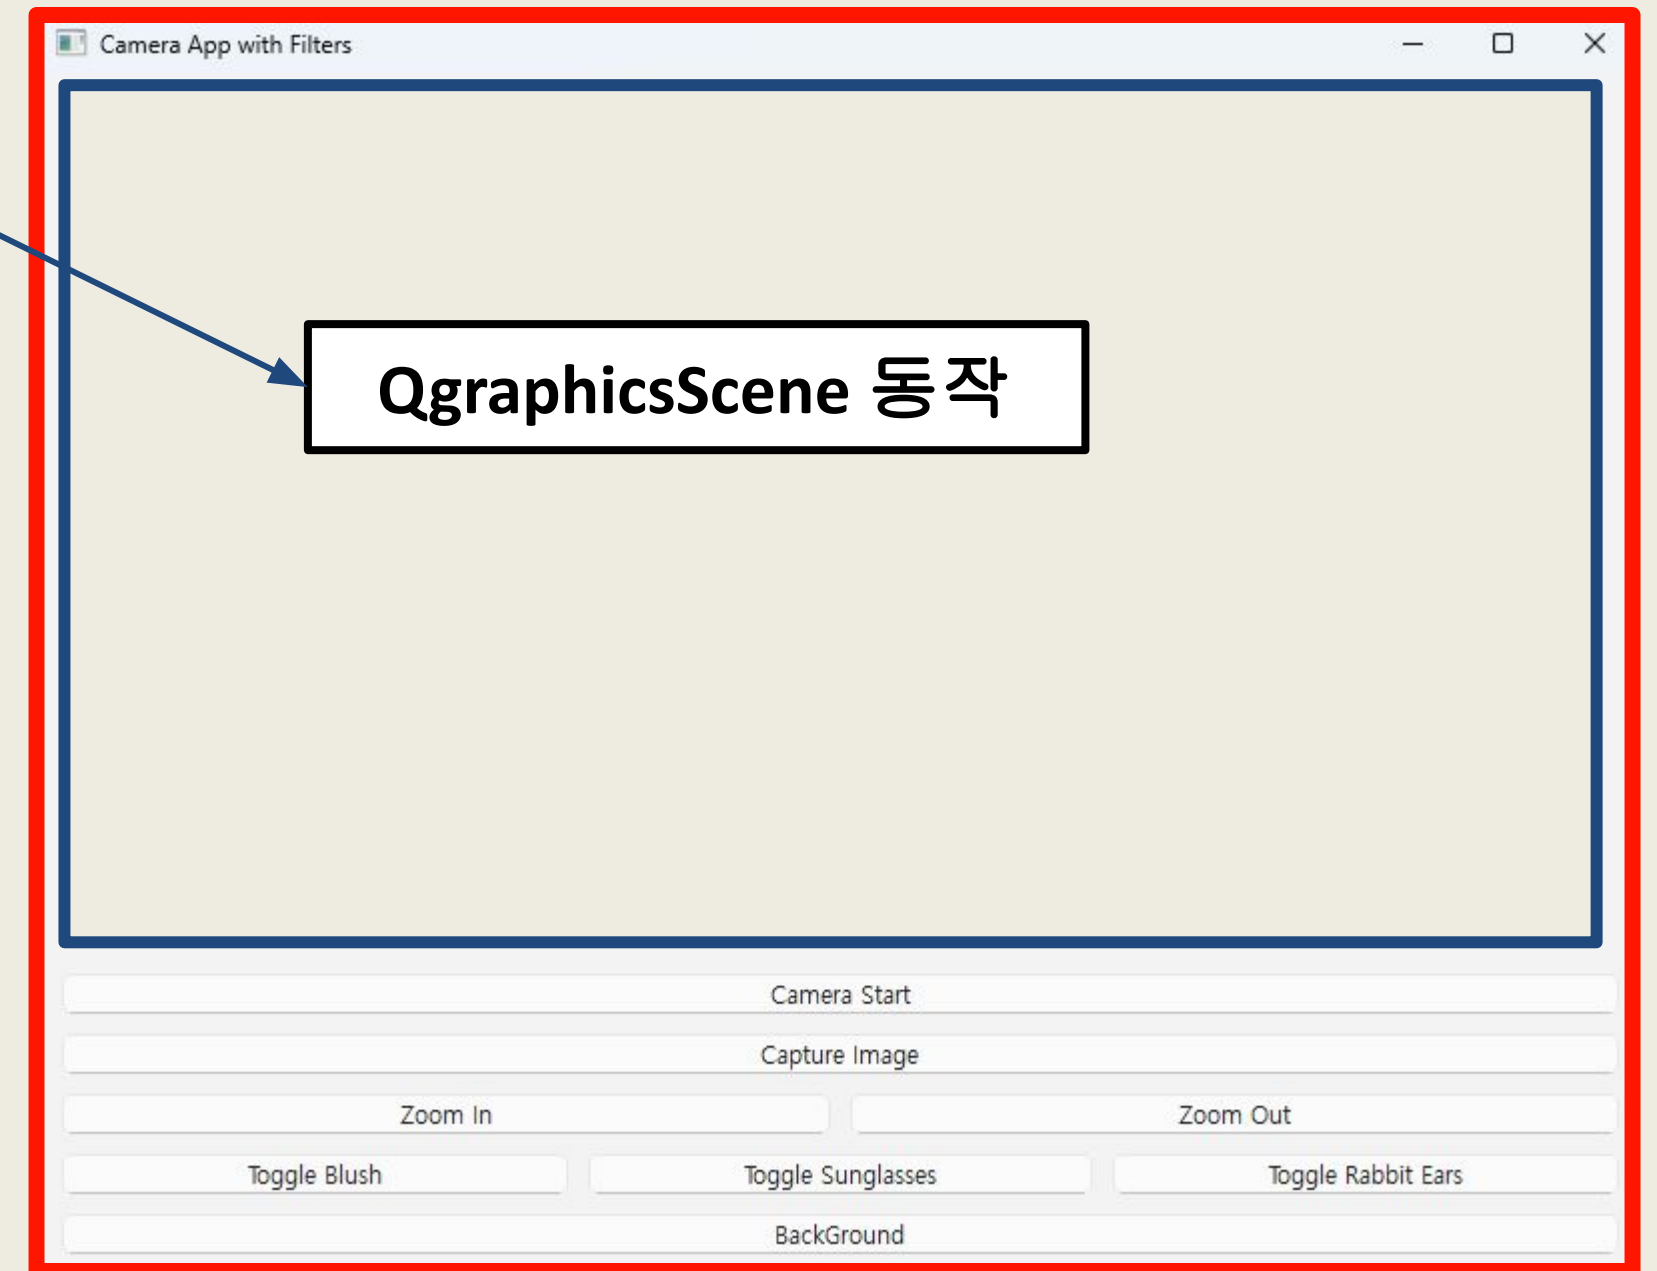 Camera App with Filters
QgraphicsScene 동작
Camera Start
Capture Image
Zoom In
Zoom Out
Toggle Blush
Toggle Sunglasses
Toggle Rabbit Ears
BackGround